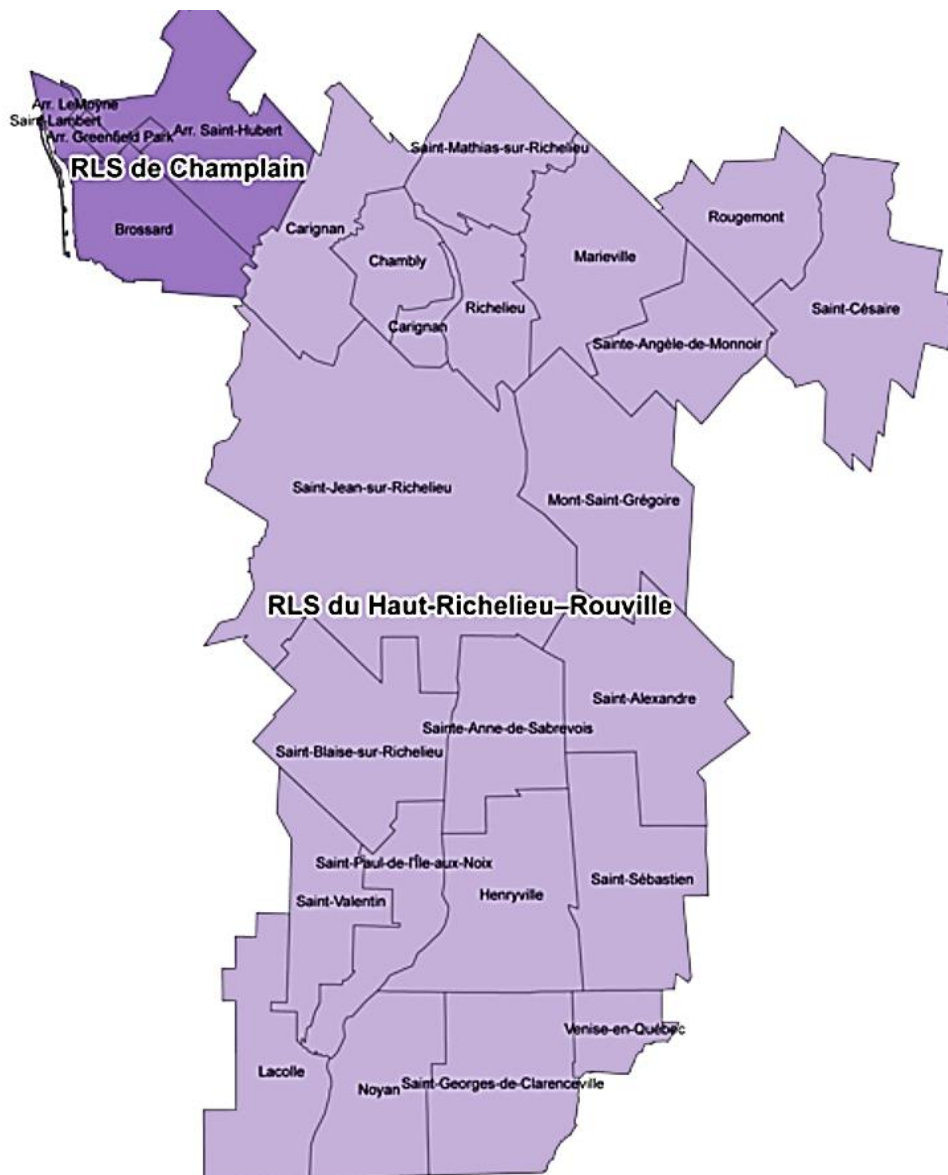 Arr. LeMoyne
Saint-Lambert
Arr. Saint-Hubert
Arr. Greenfield Park
RLS de Champlain
Brossard
Saint-Mathias-sur-Richelieu
Rougemont
Carignan
Chambly
Marieville
Richelieu
Saint-Césaire
Carignan
Sainte-Angèle-de-Monnoir
Saint-Jean-sur-Richelieu
Mont-Saint-Grégoire
RLS du Haut-Richelieu–Rouville
Saint-Alexandre
Sainte-Anne-de-Sabrevois
Saint-Blaise-sur-Richelieu
Saint-Paul-de-l'Île-aux-Noix
Saint-Sébastien
Henryville
Saint-Valentin
Venise-en-Québec
Lacolle
Saint-Georges-de-Clarenceville
Noyan